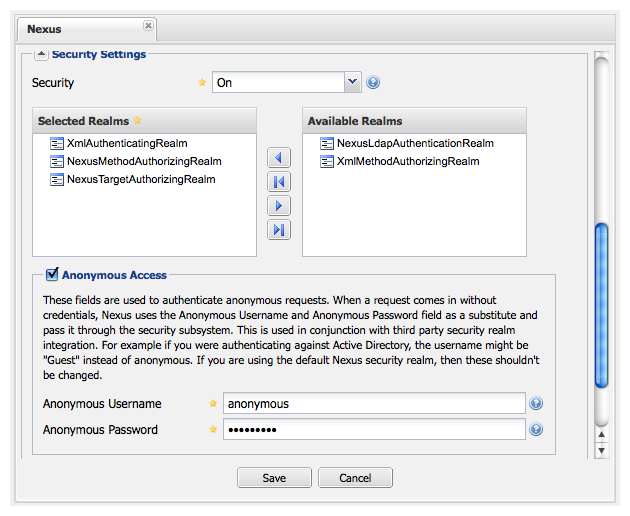 Nexus
Security Settings
Security On
Selected Realms Available Realms
XmlAuthenticatingRealm NexusLdapAuthenticationRealm
NexusMethodAuthorizingRealm XmlMethodAuthorizingRealm
NexusTargetAuthorizingRealm
Anonymous Access
These fields are used to authenticate anonymous requests. When a request comes in without
credentials, Nexus uses the Anonymous Username and Anonymous Password field as a substitute and
pass it through the security subsystem. This is used in conjunction with third party security realm
integration. For example if you were authenticating against Active Directory, the username might be
"Guest" instead of anonymous. If you are using the default Nexus security realm, then these shouldn't
be changed.
Anonymous Username anonymous
Anonymous Password •••••••••
Save Cancel